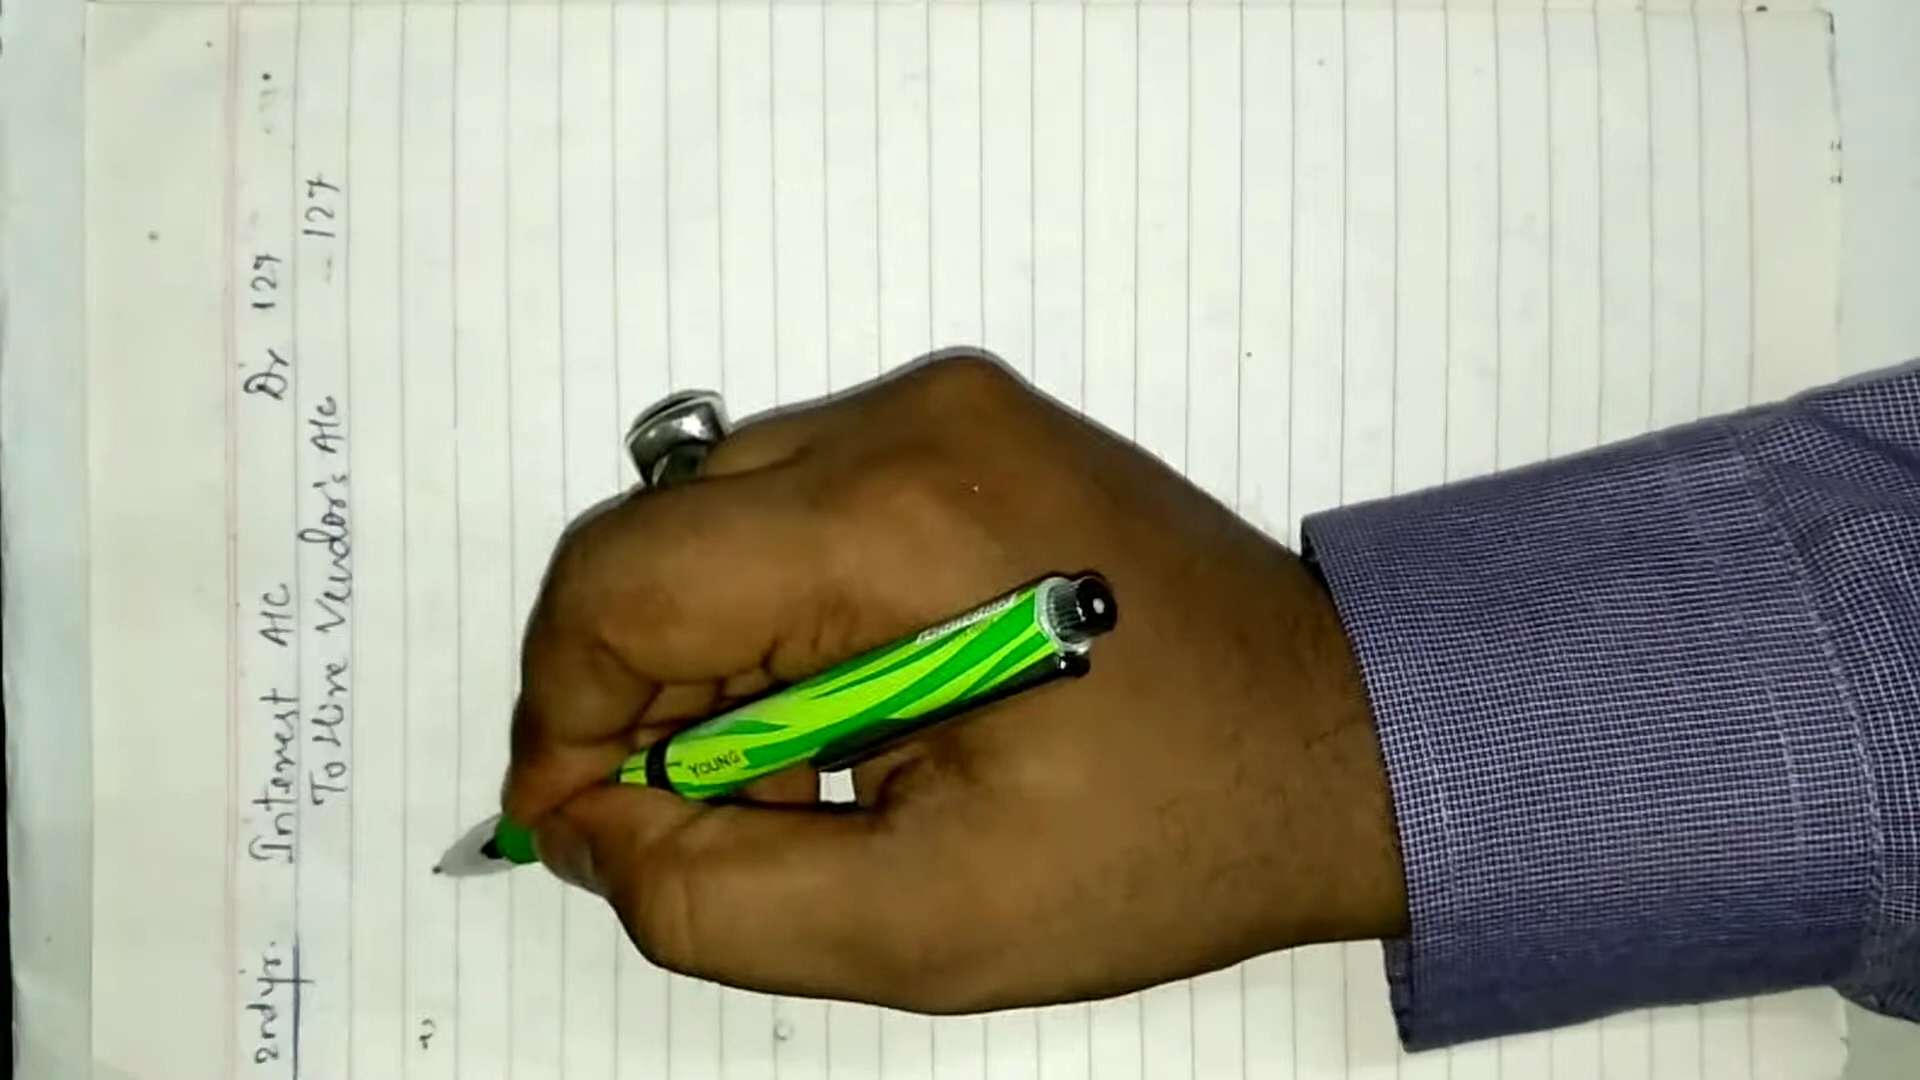 2nd yr. Interest A/C Dr 127
To Hire Vendor's A/C -- 127
YOUNG